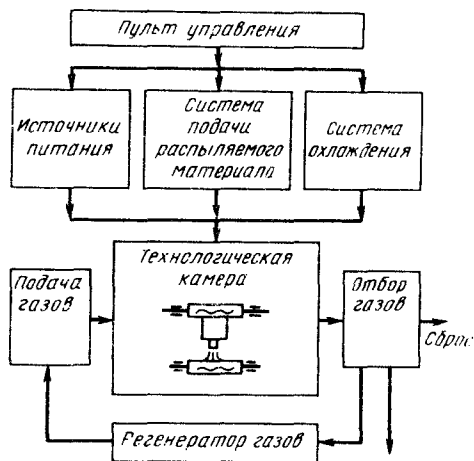 Пульт управления
Источники
питания
Система
подачи
распыляемого
материала
Система
охлаждения
Технологическая
камера
Подача
газов
Отбор
газов
Сброс
Регенератор газов